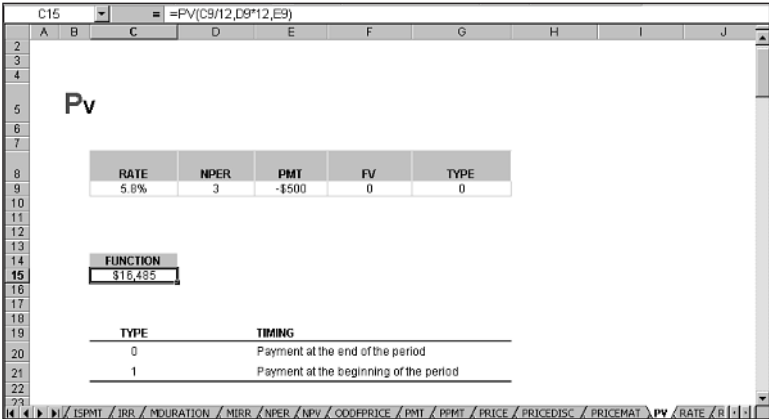 C15 = =PV(C9/12,D9*12,E9)
A B C D E F G H I J
2
3
4
5 Pv
6
7
8 RATE NPER PMT FV TYPE
9 5.8% 3 -$500 0 0
10
11
12
13
14 FUNCTION
15 $16,485
16
17
18
19 TYPE TIMING
20 0 Payment at the end of the period
21 1 Payment at the beginning of the period
22
23
ISPMT / IRR / MDURATION / MIRR / NPER / NPV / ODDFPRICE / PMT / PPMT / PRICE / PRICEDISC / PRICEMAT \ PV / RATE / R